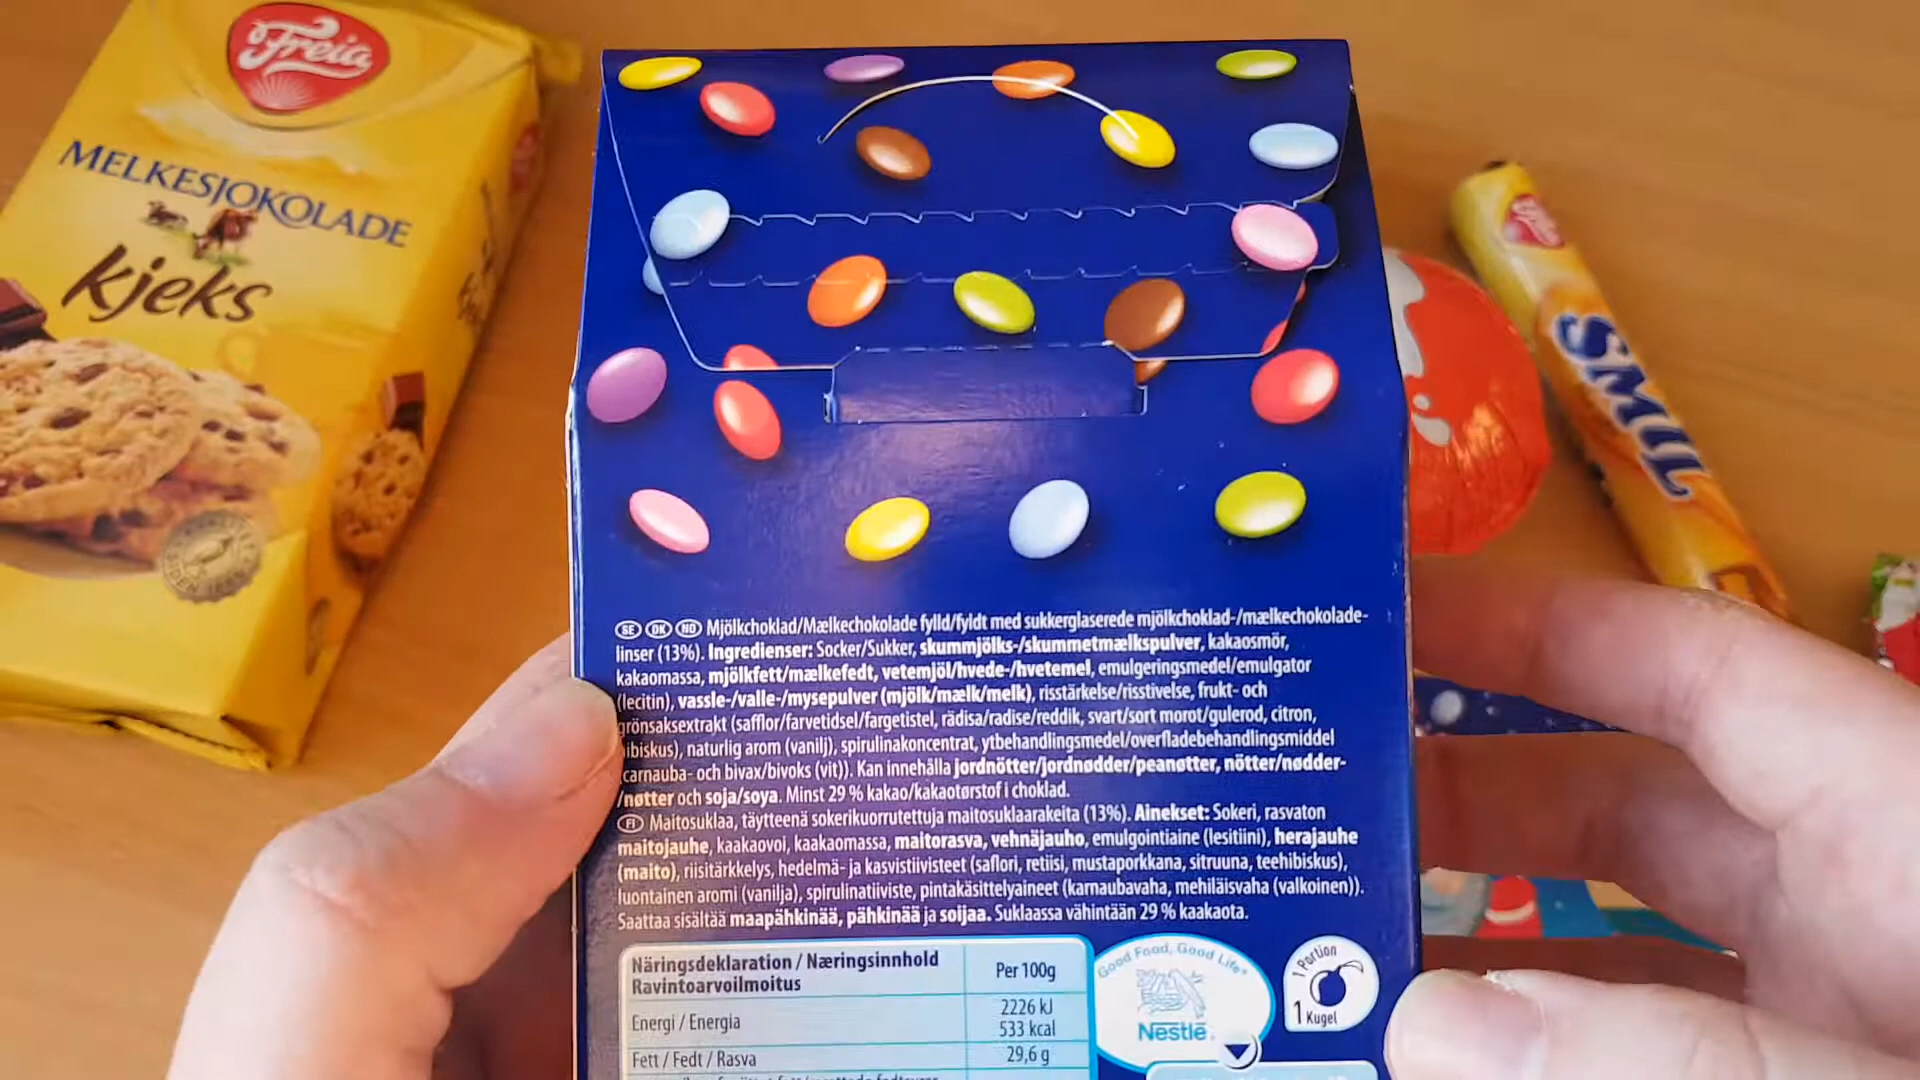 Freia
MELKESJOKOLADE
kjeks
SMIL
SE DK NO Mjölkchoklad/Mælkechokolade fylld/fyldt med sukkerglaserede mjölkchoklad-/mælkechokolade-
linser (13%). Ingredienser: Socker/Sukker, skummjölks-/skummetmælkspulver, kakaosmör,
kakaomassa, mjölkfett/mælkefedt, vetemjöl/hvede-/hvetemel, emulgeringsmedel/emulgator
(lecitin), vassle-/valle-/mysepulver (mjölk/mælk/melk), risstärkelse/risstivelse, frukt- och
grönsaksextrakt (safflor/farvetidsel/fargetistel, rädisa/radise/reddik, svart/sort morot/gulerod, citron,
ibiskus), naturlig arom (vanilj), spirulinakoncentrat, ytbehandlingsmedel/overfladebehandlingsmiddel
carnauba- och bivax/bivoks (vit)). Kan innehålla jordnötter/jordnødder/peanøtter, nötter/nødder-
/nøtter och soja/soya. Minst 29 % kakao/kakaotørstof i choklad.
FI Maitosuklaa, täytteenä sokerikuorrutettuja maitosuklaarakeita (13%). Ainekset: Sokeri, rasvaton
maitojauhe, kaakaovoi, kaakaomassa, maitorasva, vehnäjauho, emulgointiaine (lesitiini), herajauhe
(maito), riisitärkkelys, hedelmä- ja kasvistiivisteet (saflori, retiisi, mustaporkkana, sitruuna, teehibiskus),
luontainen aromi (vanilja), spirulinatiiviste, pintakäsittelyaineet (karnaubavaha, mehiläisvaha (valkoinen)).
Saattaa sisältää maapähkinää, pähkinää ja soijaa. Suklaassa vähintään 29 % kaakaota.
Näringsdeklaration / Næringsinnhold
Ravintoarvoilmoitus
Per 100g
Energi / Energia
2226 kJ
533 kcal
Fett / Fedt / Rasva
29,6 g
Good Food, Good Life
Nestlé
1 Portion
1 Kugel